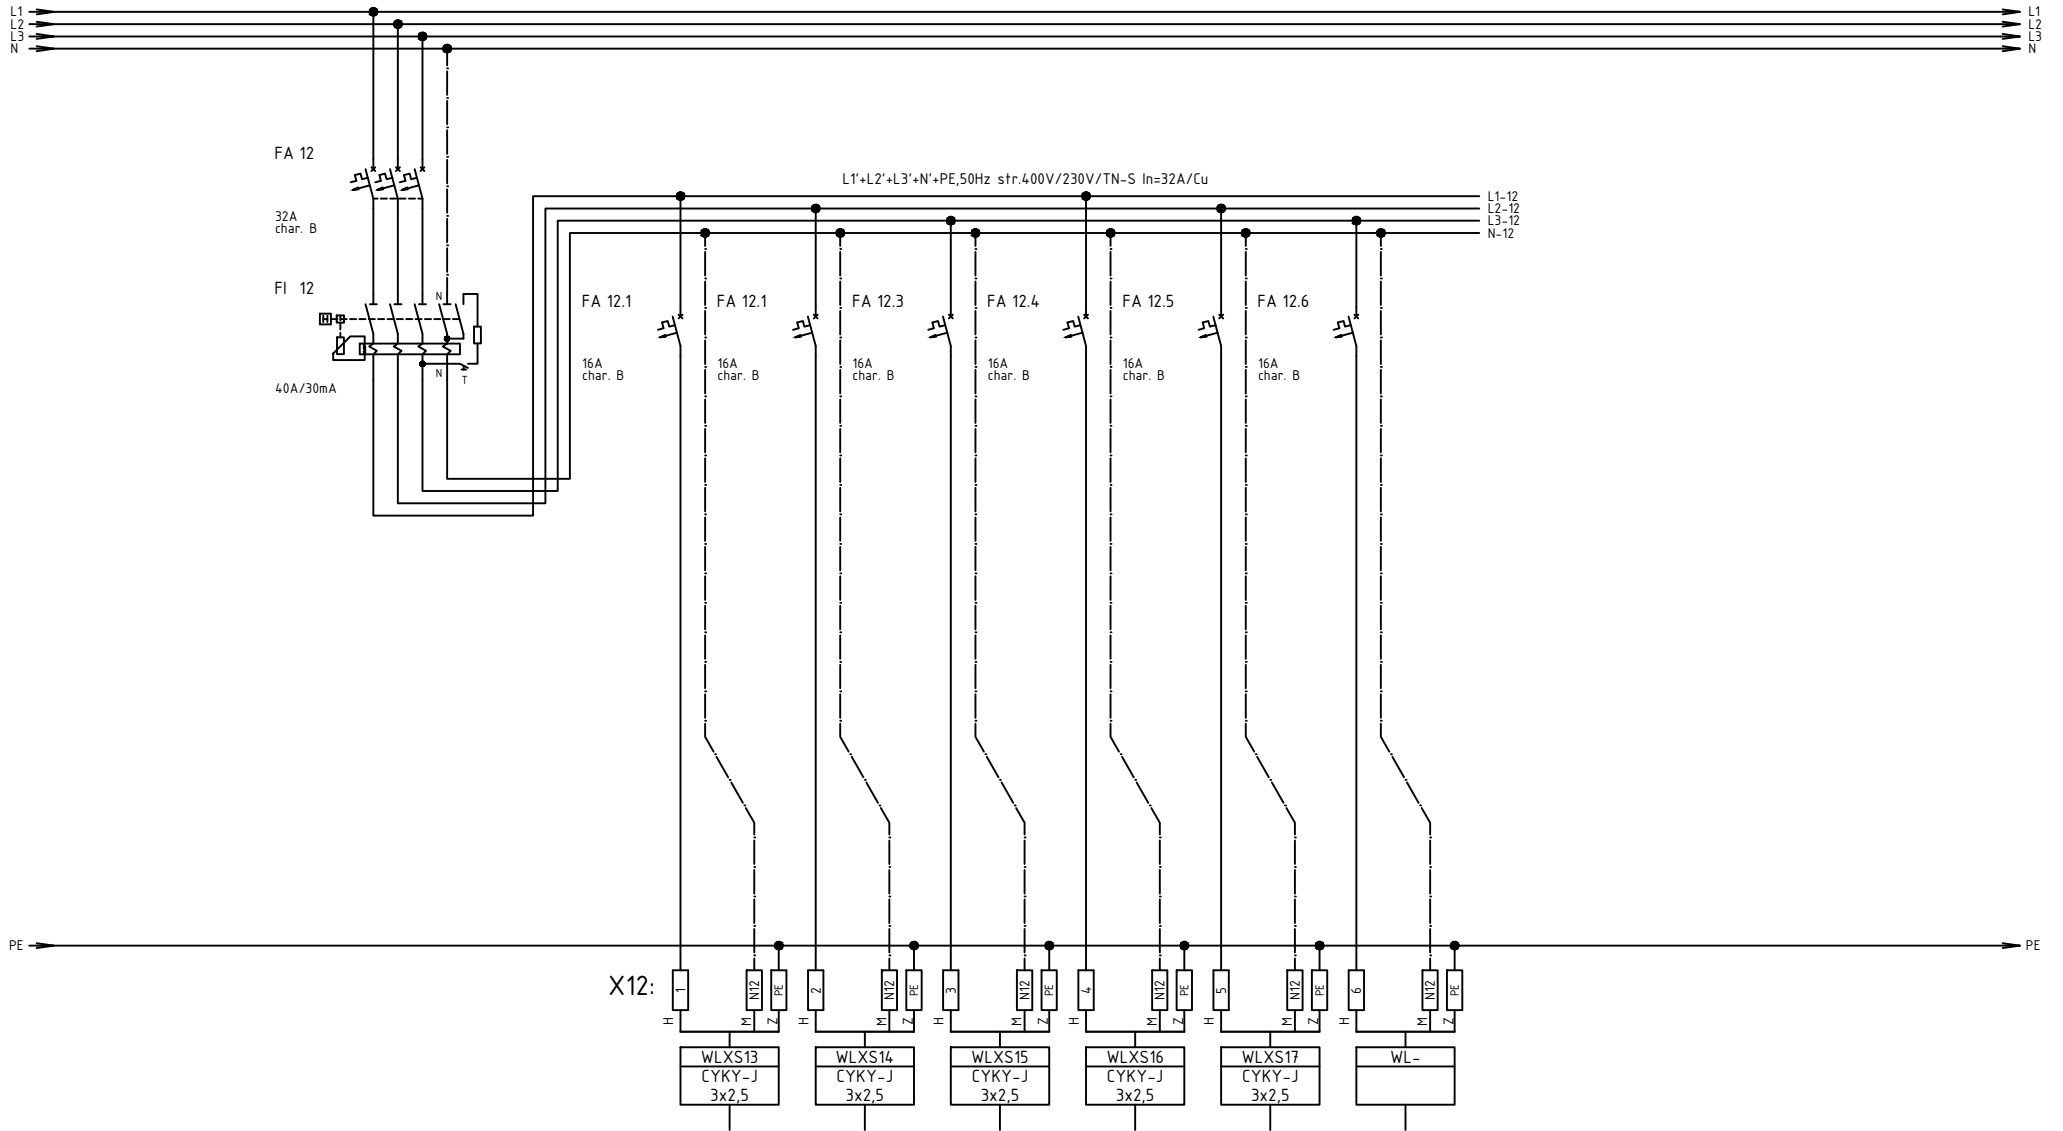 L1
L1
L2
L2
L3
L3
N
N
FA 12
L1'+L2'+L3'+N'+PE,50Hz str.400V/230V/TN-S In=32A/Cu
L1-12
L2-12
L3-12
N-12
32A
char. B
FI 12
N
N
T
40A/30mA
FA 12.1
FA 12.1
FA 12.3
FA 12.4
FA 12.5
FA 12.6
16A
char. B
16A
char. B
16A
char. B
16A
char. B
16A
char. B
16A
char. B
PE
PE
X12:
1
N12
PE
2
N12
PE
3
N12
PE
4
N12
PE
5
N12
PE
6
N12
PE
H
M
Z
H
M
Z
H
M
Z
H
M
Z
H
M
Z
H
M
Z
WLXS13
CYKY-J
3x2,5
WLXS14
CYKY-J
3x2,5
WLXS15
CYKY-J
3x2,5
WLXS16
CYKY-J
3x2,5
WLXS17
CYKY-J
3x2,5
WL-